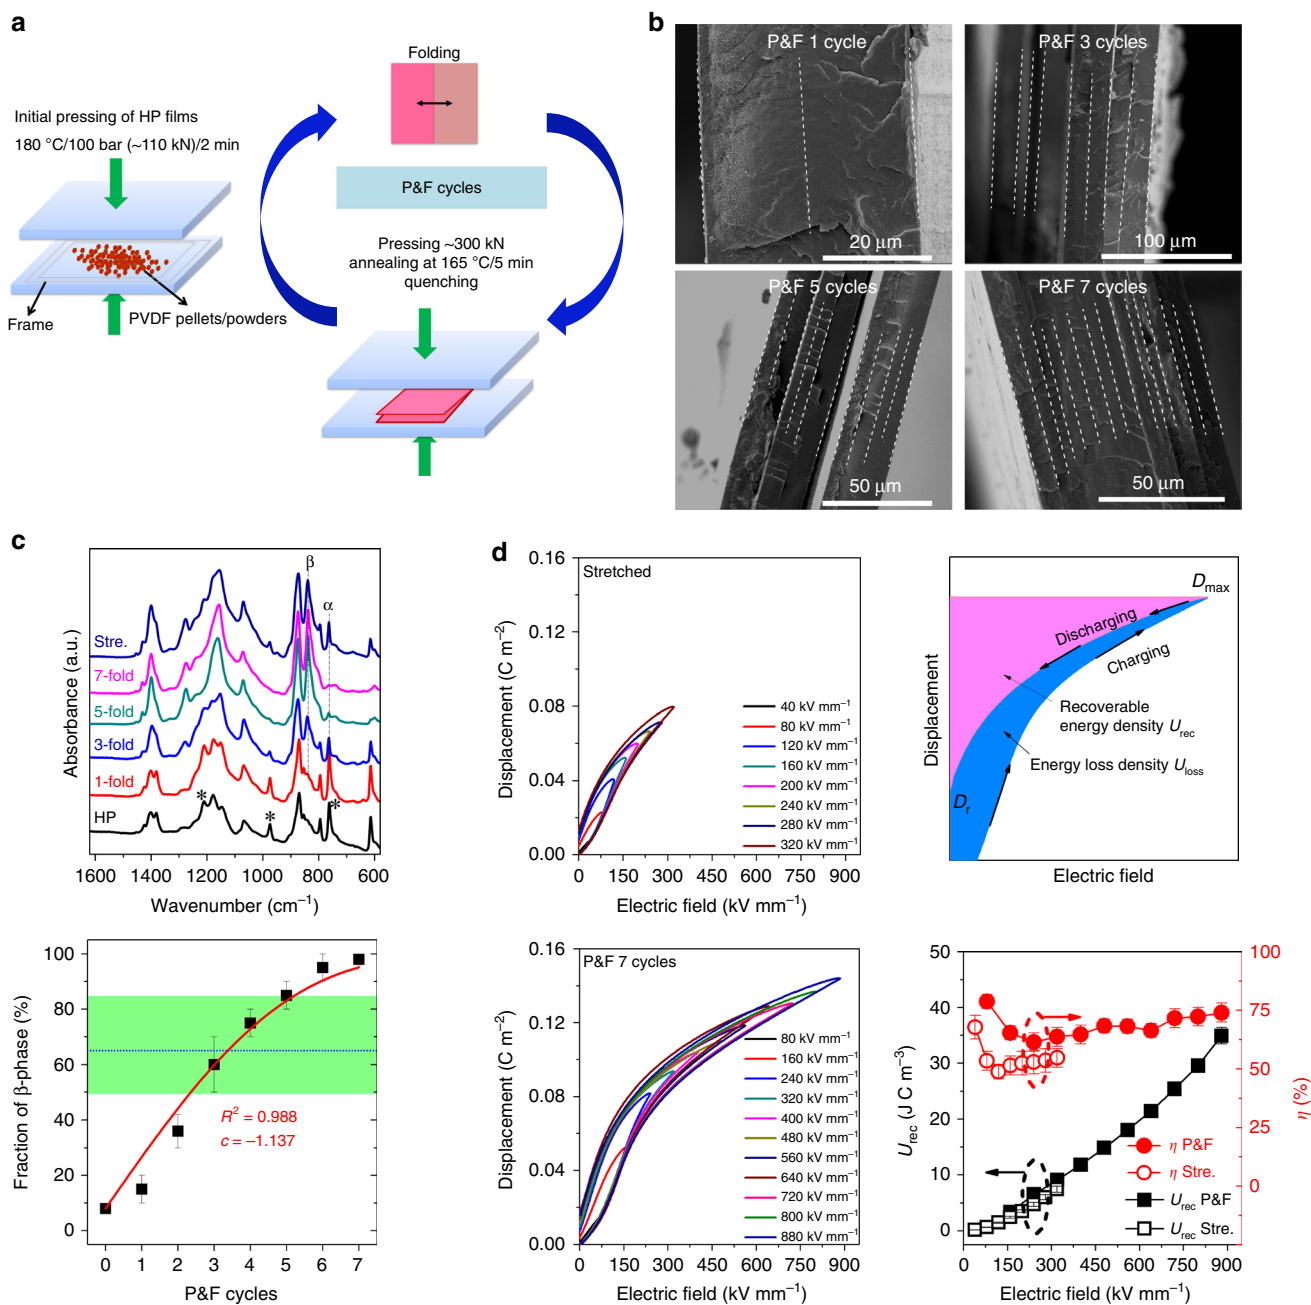 a
Initial pressing of HP films
180 °C/100 bar (~110 kN)/2 min
Frame
PVDF pellets/powders
Folding
P&F cycles
Pressing ~300 kN
annealing at 165 °C/5 min
quenching
b
P&F 1 cycle
20 μm
P&F 3 cycles
100 μm
P&F 5 cycles
50 μm
P&F 7 cycles
50 μm
c
β
α
Stre.
7-fold
5-fold
3-fold
1-fold
HP
*
*
*
Absorbance (a.u.)
1600 1400 1200 1000 800 600
Wavenumber (cm⁻¹)
100
80
60
40
20
0
Fraction of β-phase (%)
R² = 0.988
c = −1.137
0 1 2 3 4 5 6 7
P&F cycles
d
0.16
0.12
0.08
0.04
0.00
Displacement (C m⁻²)
Stretched
40 kV mm⁻¹
80 kV mm⁻¹
120 kV mm⁻¹
160 kV mm⁻¹
200 kV mm⁻¹
240 kV mm⁻¹
280 kV mm⁻¹
320 kV mm⁻¹
0 150 300 450 600 750 900
Electric field (kV mm⁻¹)
Displacement
Dmax
Discharging
Charging
Recoverable
energy density Urec
Energy loss density Uloss
Dr
Electric field
0.16
0.12
0.08
0.04
0.00
Displacement (C m⁻²)
P&F 7 cycles
80 kV mm⁻¹
160 kV mm⁻¹
240 kV mm⁻¹
320 kV mm⁻¹
400 kV mm⁻¹
480 kV mm⁻¹
560 kV mm⁻¹
640 kV mm⁻¹
720 kV mm⁻¹
800 kV mm⁻¹
880 kV mm⁻¹
0 150 300 450 600 750 900
Electric field (kV mm⁻¹)
50
40
30
20
10
0
Urec (J C m⁻³)
100
75
50
25
0
η (%)
η P&F
η Stre.
Urec P&F
Urec Stre.
0 150 300 450 600 750 900
Electric field (kV mm⁻¹)